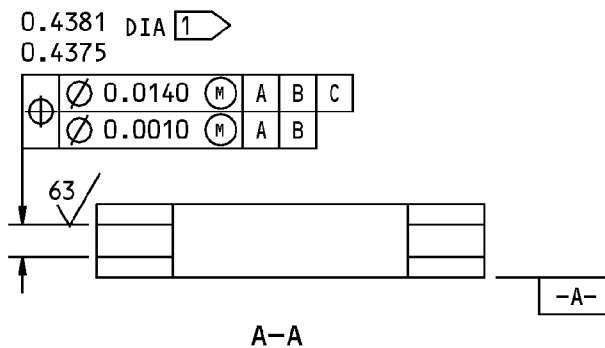 0.4381 DIA 1
0.4375
⌀ 0.0140 Ⓜ A B C
⌀ 0.0010 Ⓜ A B
63
-A-
A-A